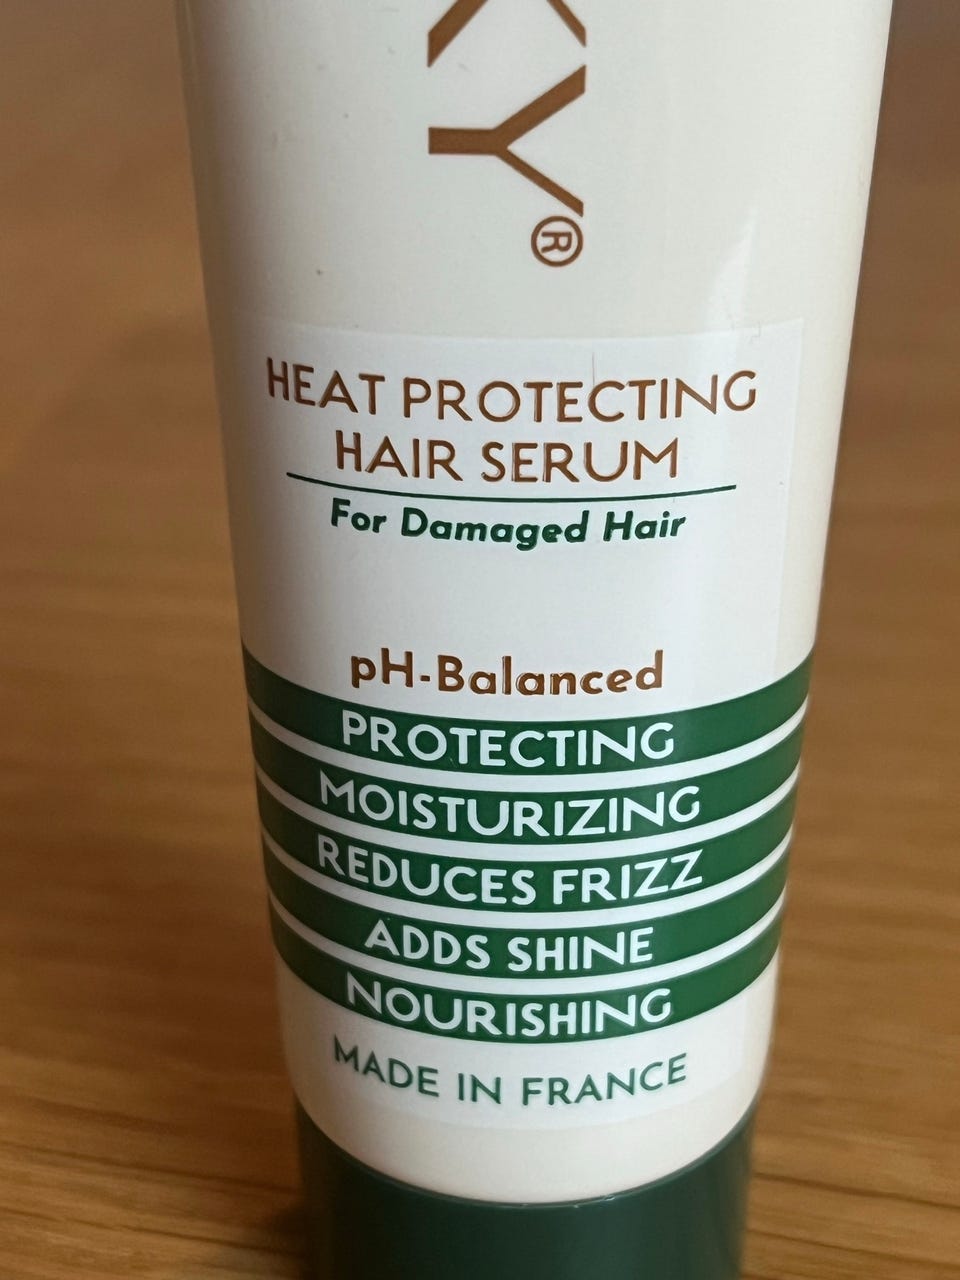 KY®
HEAT PROTECTING
HAIR SERUM
For Damaged Hair
pH-Balanced
PROTECTING
MOISTURIZING
REDUCES FRIZZ
ADDS SHINE
NOURISHING
MADE IN FRANCE